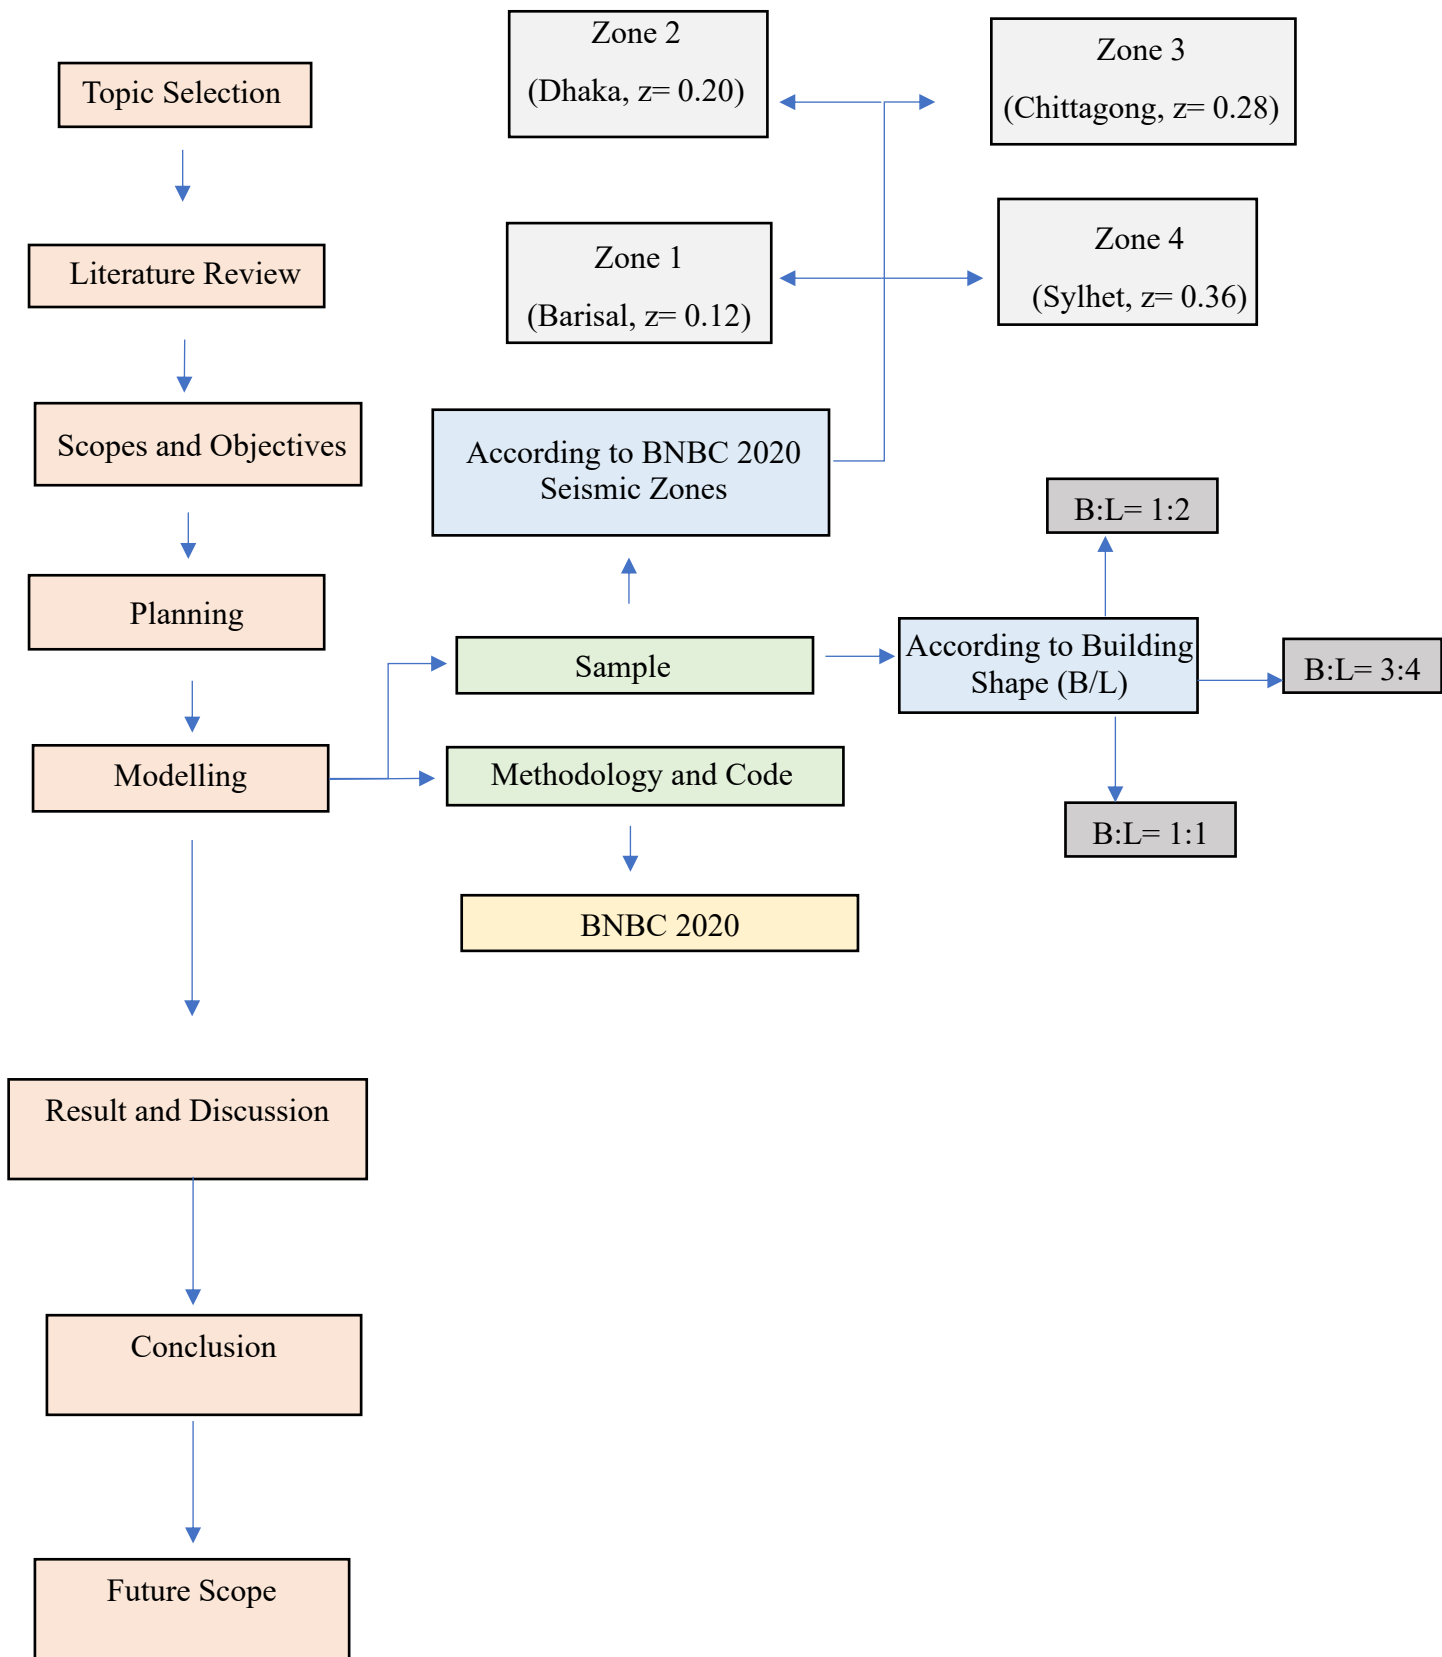 Topic Selection
Literature Review
Scopes and Objectives
Planning
Modelling
Result and Discussion
Conclusion
Future Scope
Zone 2
(Dhaka, z= 0.20)
Zone 3
(Chittagong, z= 0.28)
Zone 1
(Barisal, z= 0.12)
Zone 4
(Sylhet, z= 0.36)
According to BNBC 2020
Seismic Zones
Sample
Methodology and Code
BNBC 2020
B:L= 1:2
According to Building
Shape (B/L)
B:L= 3:4
B:L= 1:1